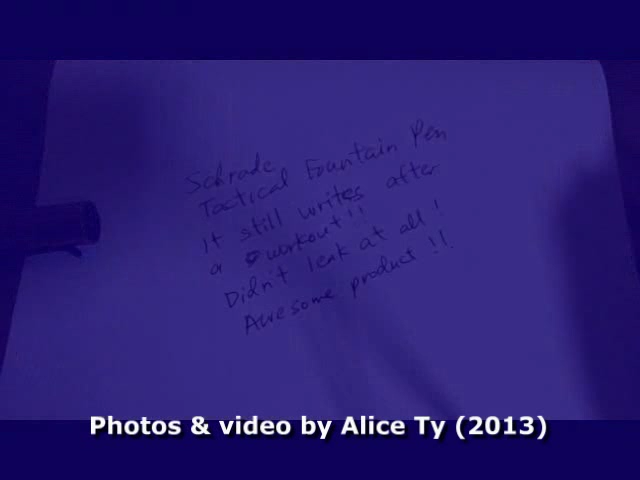 Schrade
Tactical Fountain Pen
It still writes after
a workout!!
Didn't leak at all!
Awesome product!!
Photos & video by Alice Ty (2013)